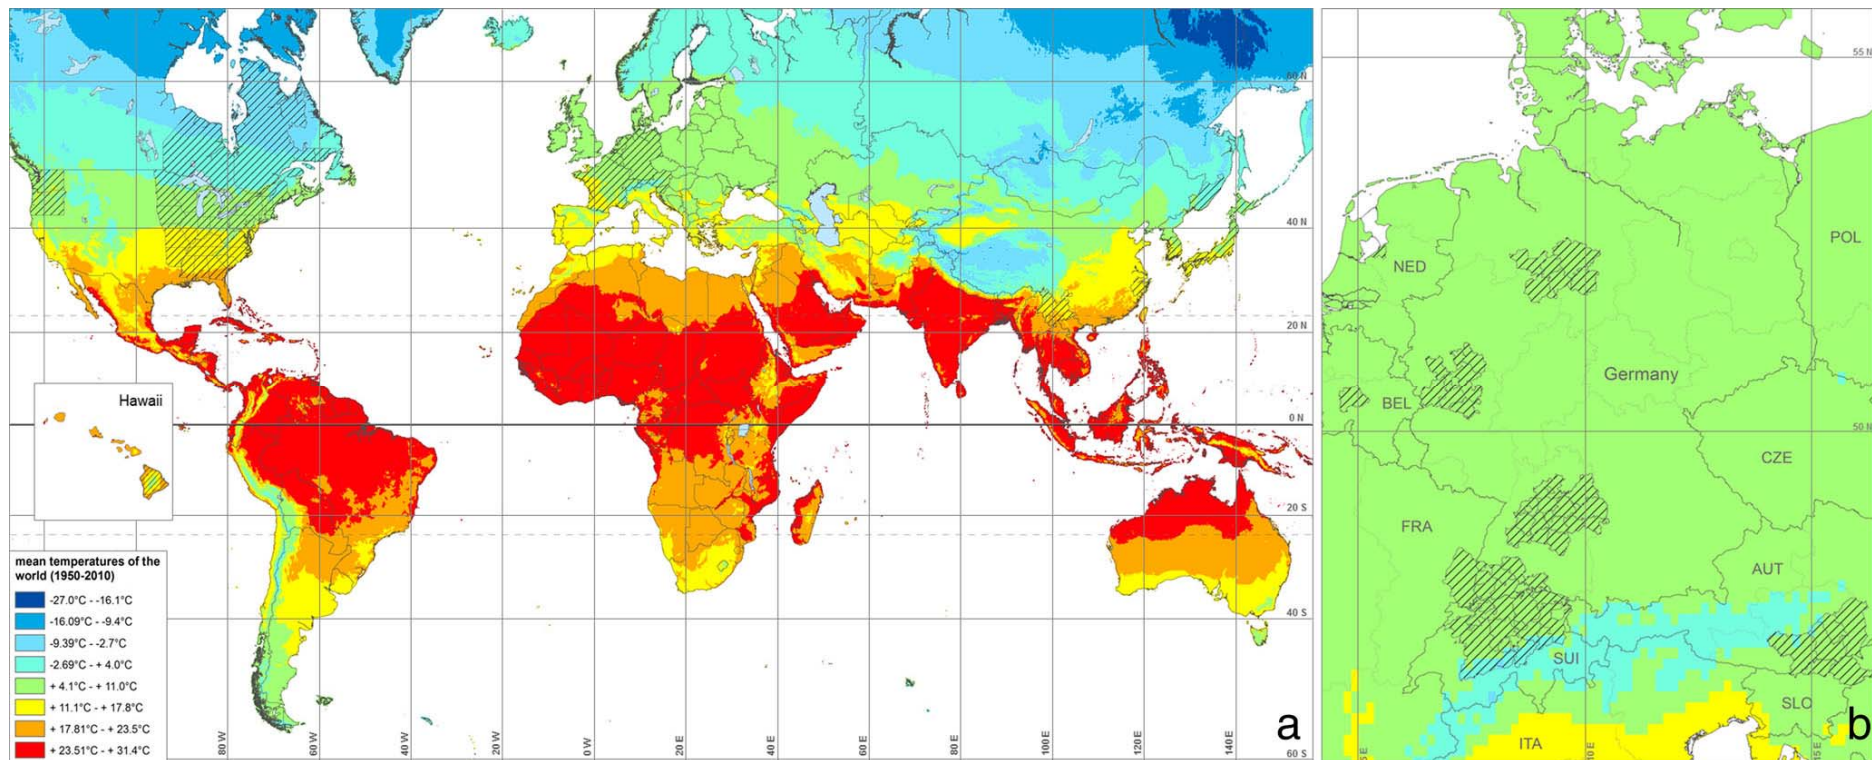 60 N
40 N
20 N
Hawaii
0 N
20 S
mean temperatures of the
world (1950-2010)
-27.0°C - -16.1°C
-16.09°C - -9.4°C
-9.39°C - -2.7°C
-2.69°C - + 4.0°C
+ 4.1°C - + 11.0°C
+ 11.1°C - + 17.8°C
+ 17.81°C - + 23.5°C
+ 23.51°C - + 31.4°C
40 S
80 W
60 W
40 W
20 W
0 W
20 E
40 E
60 E
80 E
100 E
120 E
140 E
60 S
a
55 N
POL
NED
Germany
BEL
50 N
CZE
FRA
AUT
SUI
SLO
ITA
5 E
10 E
15 E
b